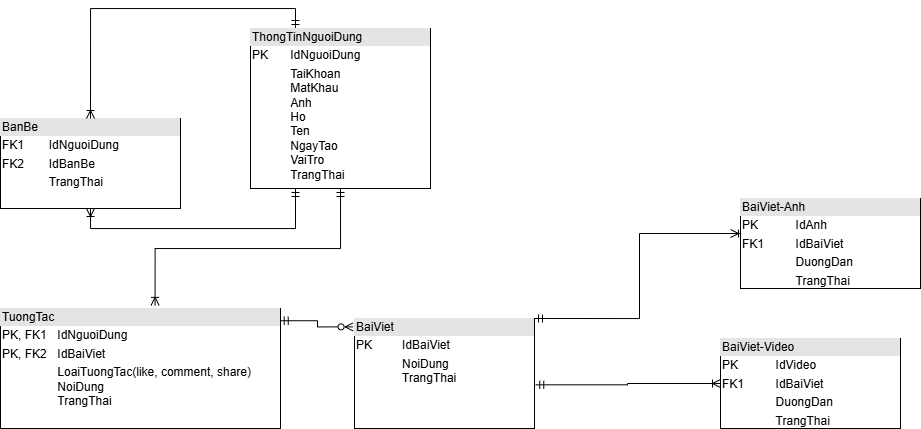 ThongTinNguoiDung
PK IdNguoiDung
TaiKhoan
MatKhau
Anh
Ho
Ten
NgayTao
VaiTro
TrangThai
BanBe
FK1 IdNguoiDung
FK2 IdBanBe
TrangThai
TuongTac
PK, FK1 IdNguoiDung
PK, FK2 IdBaiViet
LoaiTuongTac(like, comment, share)
NoiDung
TrangThai
BaiViet
PK IdBaiViet
NoiDung
TrangThai
BaiViet-Anh
PK IdAnh
FK1 IdBaiViet
DuongDan
TrangThai
BaiViet-Video
PK IdVideo
FK1 IdBaiViet
DuongDan
TrangThai